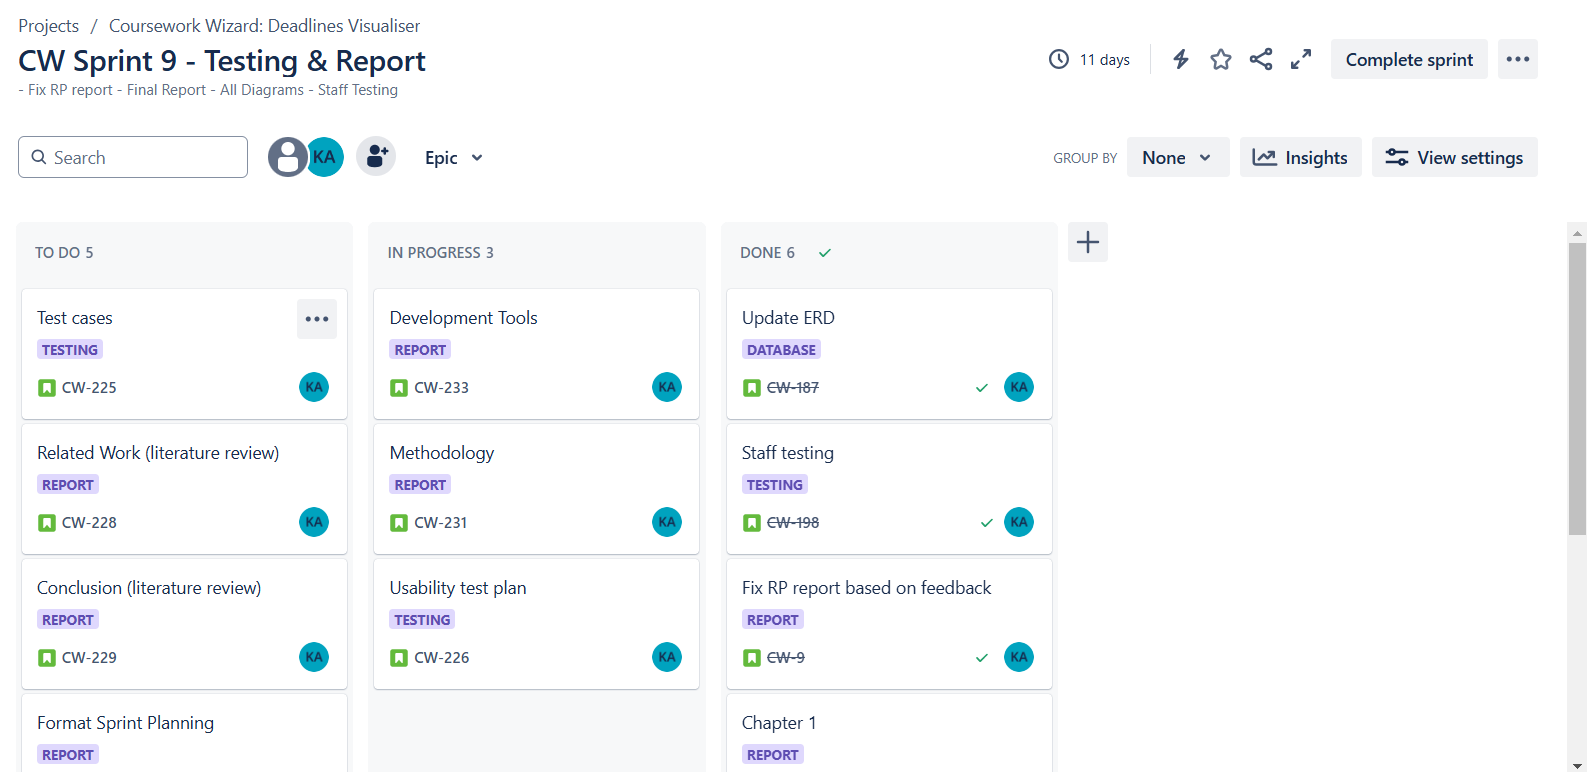 Projects / Coursework Wizard: Deadlines Visualiser
CW Sprint 9 - Testing & Report
- Fix RP report - Final Report - All Diagrams - Staff Testing
11 days
Complete sprint
Search
KA
Epic
GROUP BY
None
Insights
View settings
TO DO 5
Test cases
TESTING
CW-225
KA
Related Work (literature review)
REPORT
CW-228
KA
Conclusion (literature review)
REPORT
CW-229
KA
Format Sprint Planning
REPORT
IN PROGRESS 3
Development Tools
REPORT
CW-233
KA
Methodology
REPORT
CW-231
KA
Usability test plan
TESTING
CW-226
KA
DONE 6
Update ERD
DATABASE
CW-187
KA
Staff testing
TESTING
CW-198
KA
Fix RP report based on feedback
REPORT
CW-9
KA
Chapter 1
REPORT